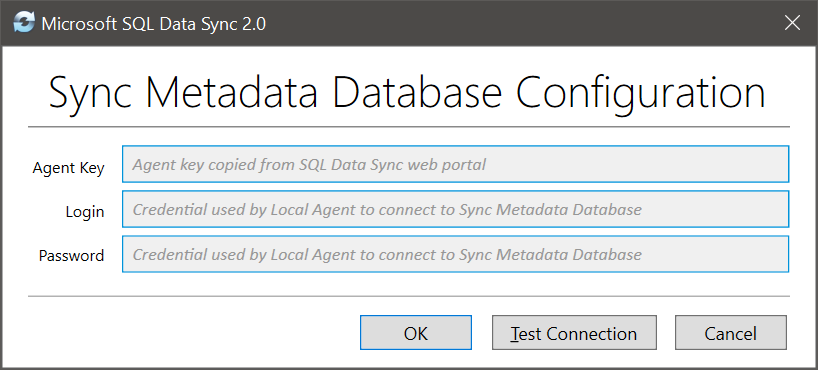 Microsoft SQL Data Sync 2.0
Sync Metadata Database Configuration
Agent Key
Agent key copied from SQL Data Sync web portal
Login
Credential used by Local Agent to connect to Sync Metadata Database
Password
Credential used by Local Agent to connect to Sync Metadata Database
OK Test Connection Cancel